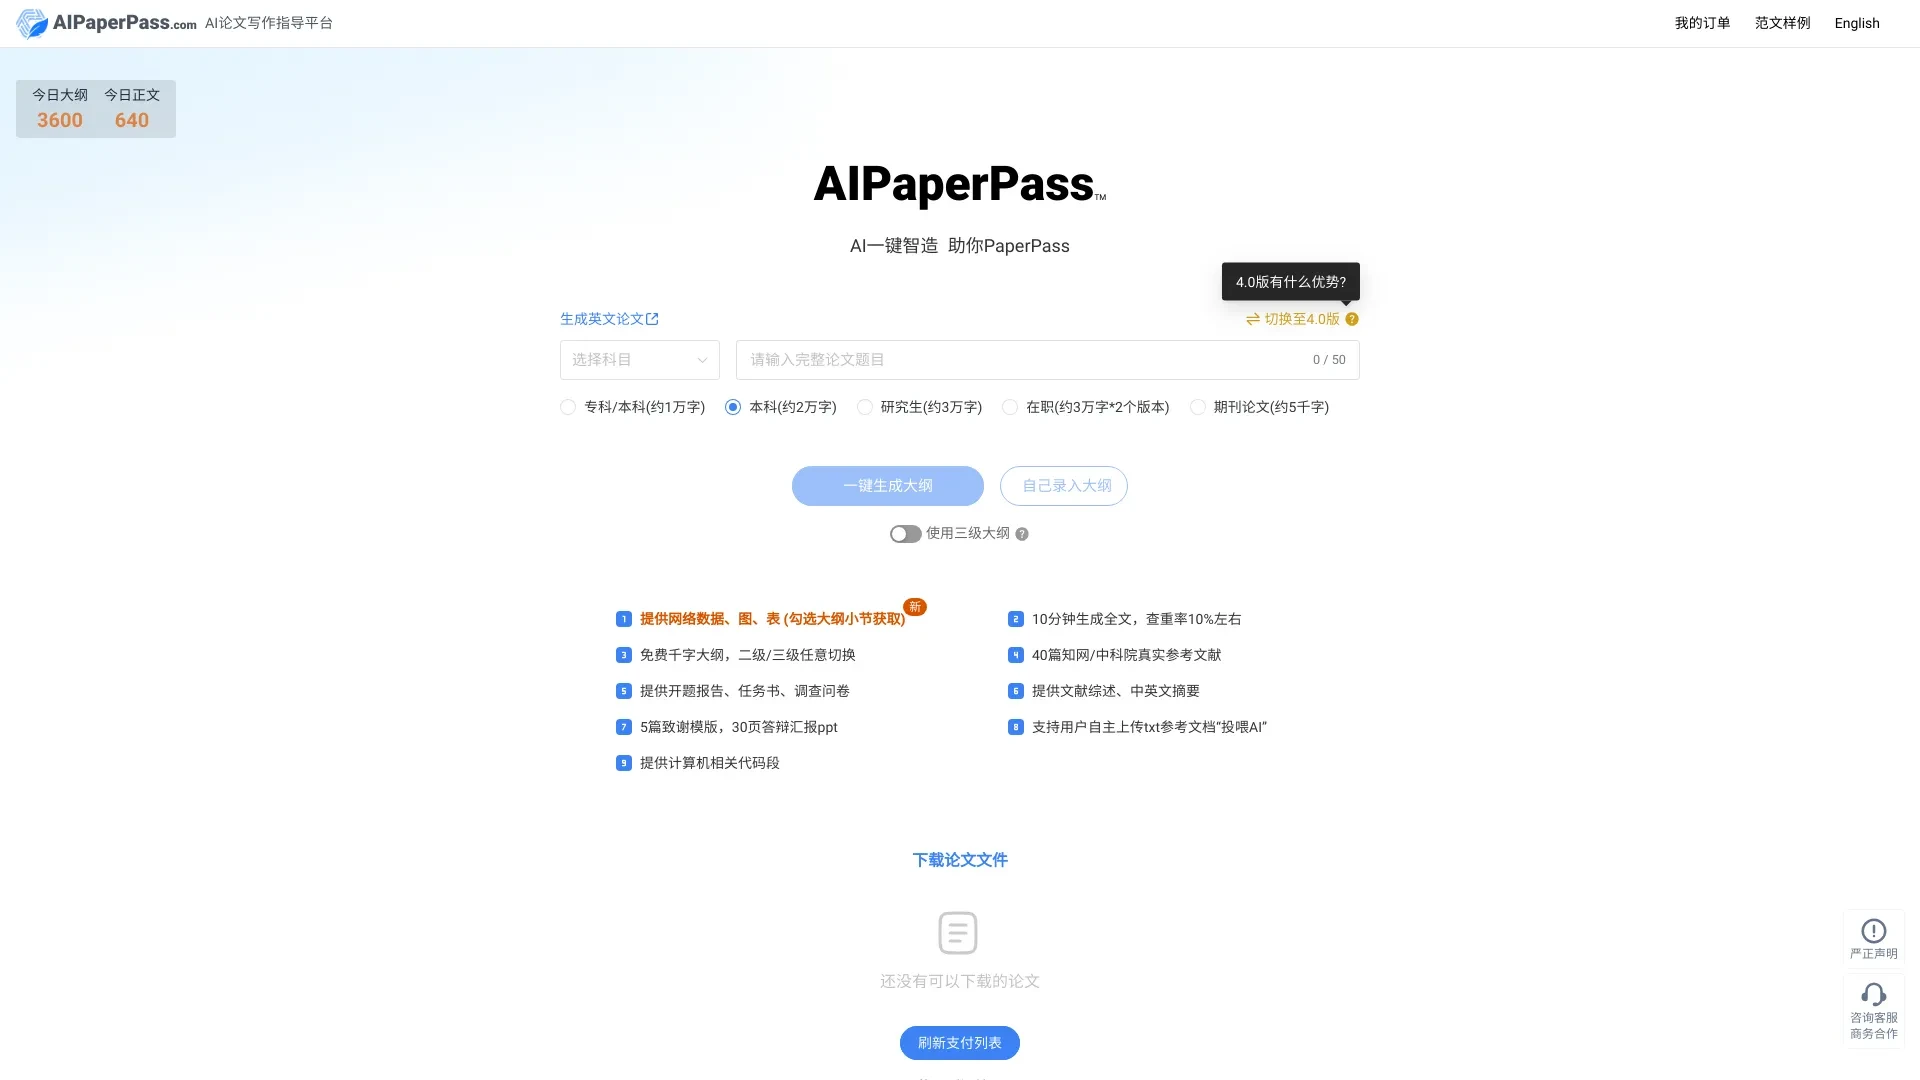 AIPaperPass.com AI论文写作指导平台
我的订单 范文样例 English
今日大纲 今日正文
3600 640
AIPaperPass™
AI一键智造 助你PaperPass
4.0版有什么优势?
生成英文论文
切换至4.0版 ?
选择科目
请输入完整论文题目 0 / 50
专科/本科(约1万字) 本科(约2万字) 研究生(约3万字) 在职(约3万字*2个版本) 期刊论文(约5千字)
一键生成大纲 自己录入大纲
使用三级大纲 ?
1 提供网络数据、图、表 (勾选大纲小节获取) 新
2 10分钟生成全文，查重率10%左右
3 免费千字大纲，二级/三级任意切换
4 40篇知网/中科院真实参考文献
5 提供开题报告、任务书、调查问卷
6 提供文献综述、中英文摘要
7 5篇致谢模版，30页答辩汇报ppt
8 支持用户自主上传txt参考文档“投喂AI”
9 提供计算机相关代码段
下载论文文件
还没有可以下载的论文
刷新支付列表
严正声明
咨询客服
商务合作